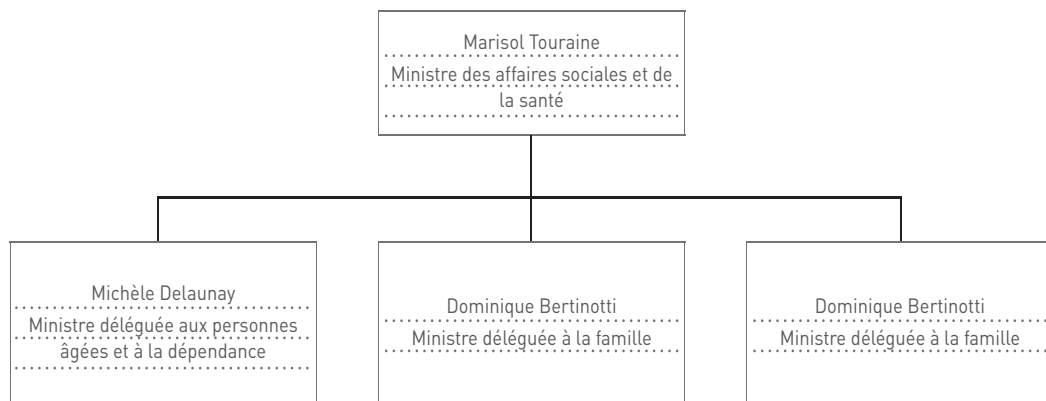 Marisol Touraine
Ministre des affaires sociales et de
la santé
Michèle Delaunay
Ministre déléguée aux personnes
âgées et à la dépendance
Dominique Bertinotti
Ministre déléguée à la famille
Dominique Bertinotti
Ministre déléguée à la famille